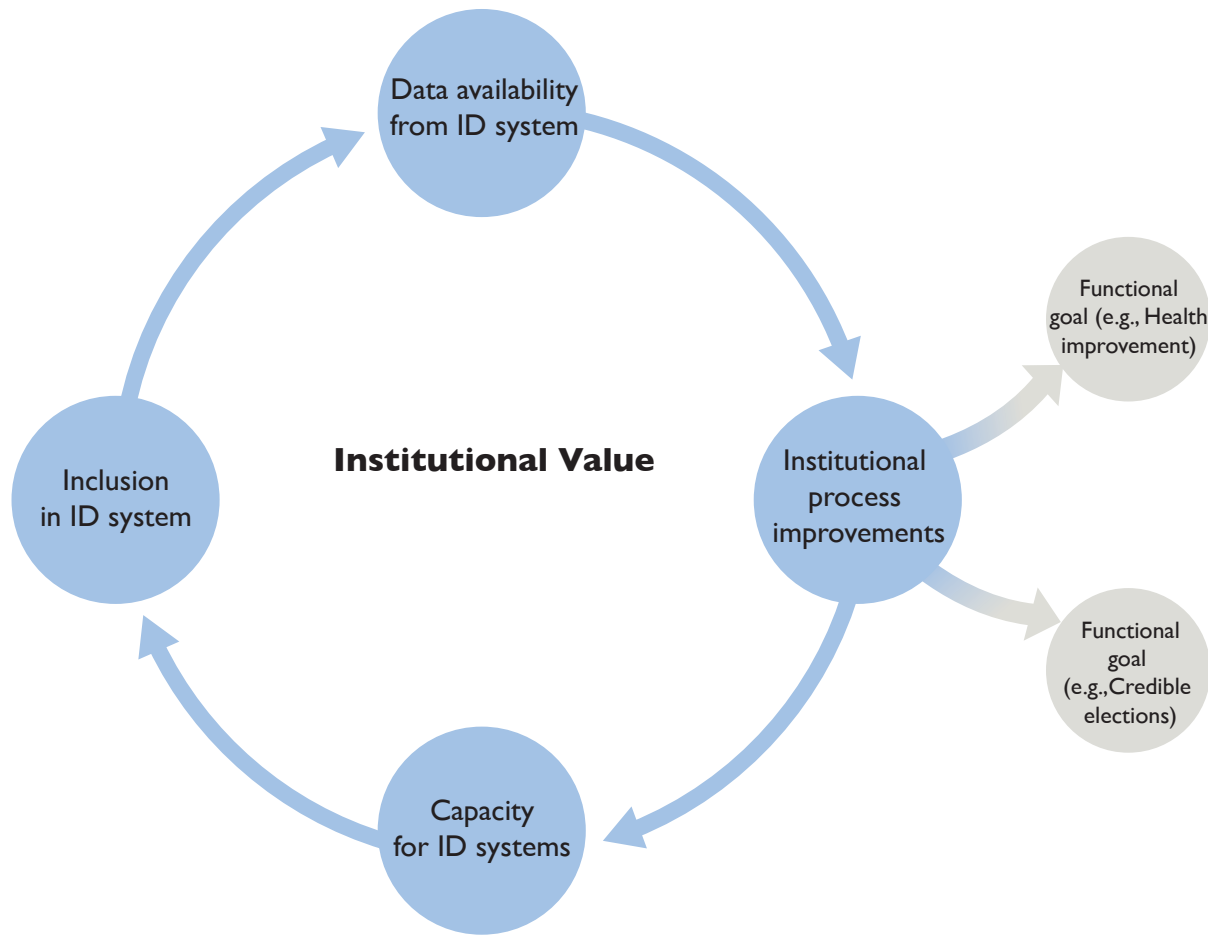 Data availability
from ID system
Functional
goal (e.g., Health
improvement)
Institutional Value
Inclusion
in ID system
Institutional
process
improvements
Functional
goal
(e.g.,Credible
elections)
Capacity
for ID systems